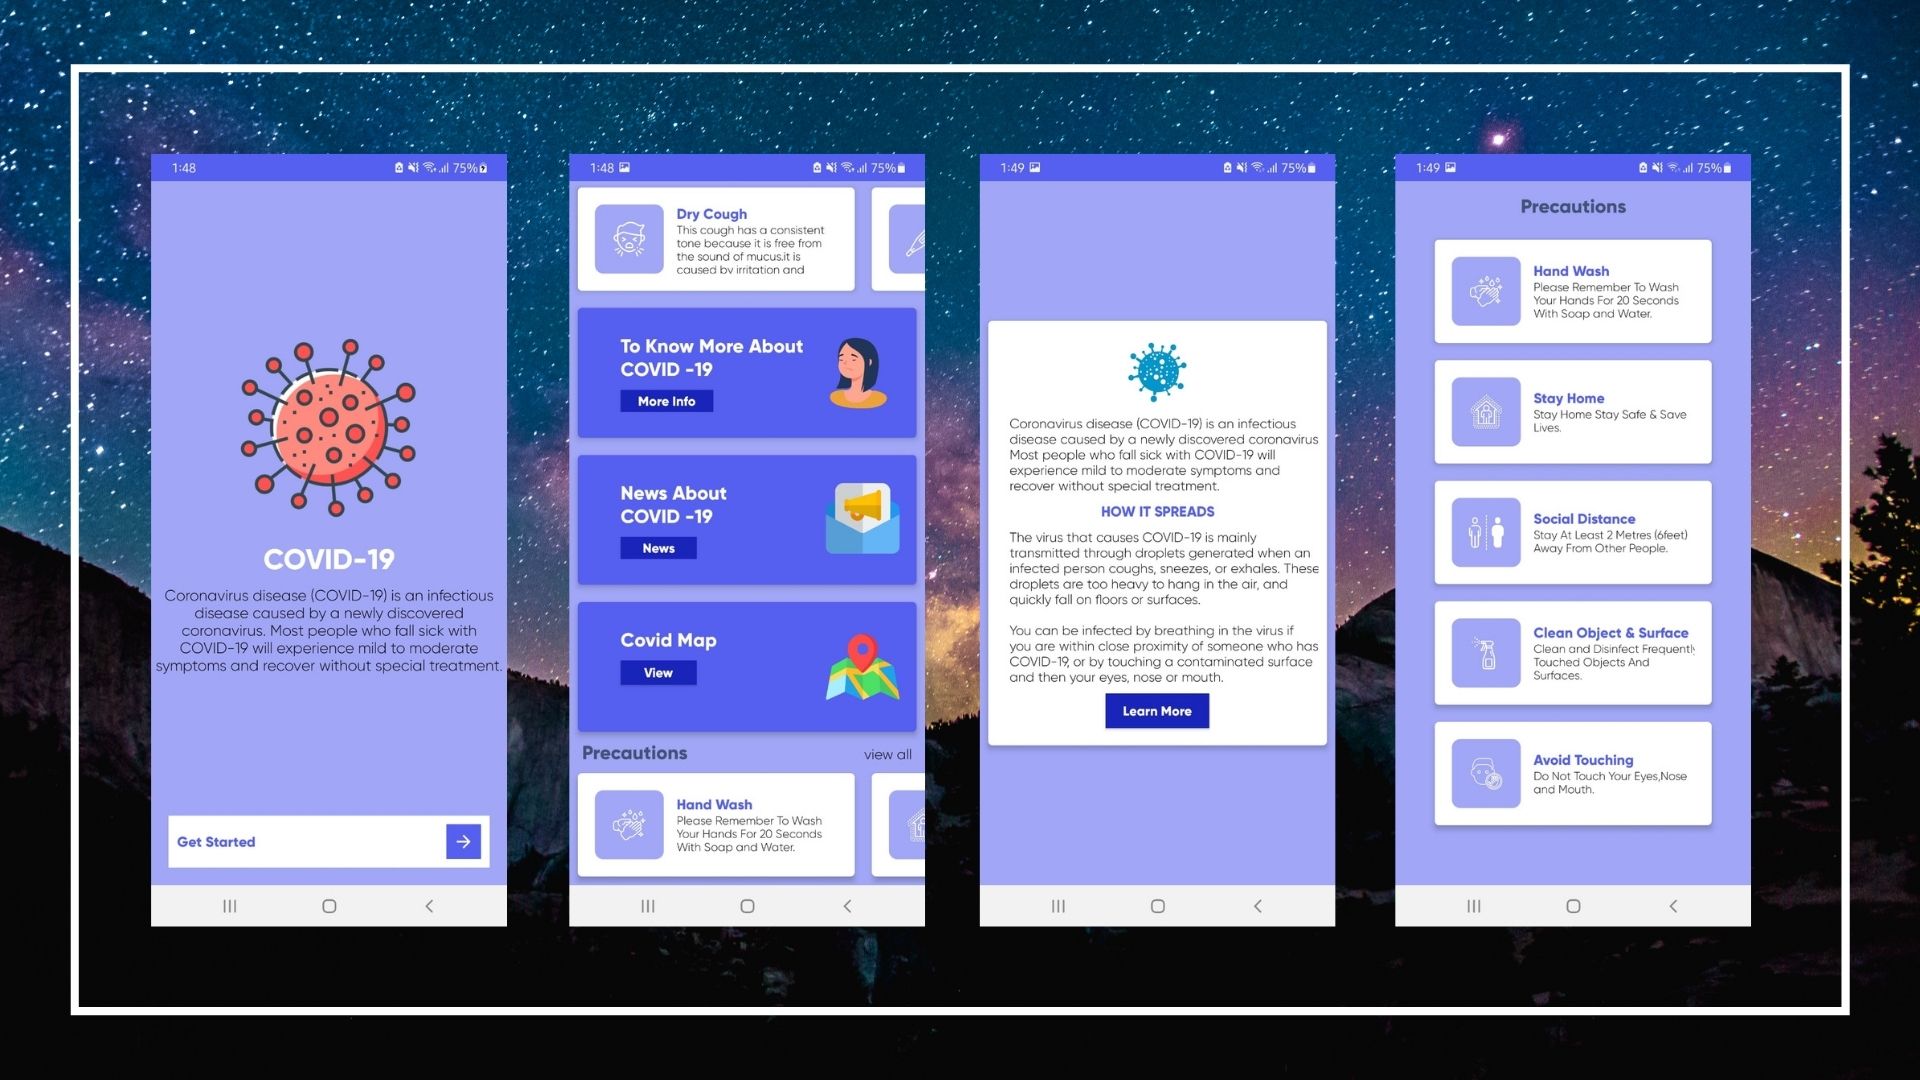 1:48
75%
COVID-19
Coronavirus disease (COVID-19) is an infectious
disease caused by a newly discovered
coronavirus. Most people who fall sick with
COVID-19 will experience mild to moderate
symptoms and recover without special treatment.
Get Started
1:48
75%
Dry Cough
This cough has a consistent
tone because it is free from
the sound of mucus.it is
caused by irritation and
To Know More About
COVID -19
More Info
News About
COVID -19
News
Covid Map
View
Precautions
view all
Hand Wash
Please Remember To Wash
Your Hands For 20 Seconds
With Soap and Water.
1:49
75%
Coronavirus disease (COVID-19) is an infectious
disease caused by a newly discovered coronavirus
Most people who fall sick with COVID-19 will
experience mild to moderate symptoms and
recover without special treatment.
HOW IT SPREADS
The virus that causes COVID-19 is mainly
transmitted through droplets generated when an
infected person coughs, sneezes, or exhales. These
droplets are too heavy to hang in the air, and
quickly fall on floors or surfaces.
You can be infected by breathing in the virus if
you are within close proximity of someone who has
COVID-19, or by touching a contaminated surface
and then your eyes, nose or mouth.
Learn More
1:49
75%
Precautions
Hand Wash
Please Remember To Wash
Your Hands For 20 Seconds
With Soap and Water.
Stay Home
Stay Home Stay Safe & Save
Lives.
Social Distance
Stay At Least 2 Metres (6feet)
Away From Other People.
Clean Object & Surface
Clean and Disinfect Frequently
Touched Objects And
Surfaces.
Avoid Touching
Do Not Touch Your Eyes,Nose
and Mouth.